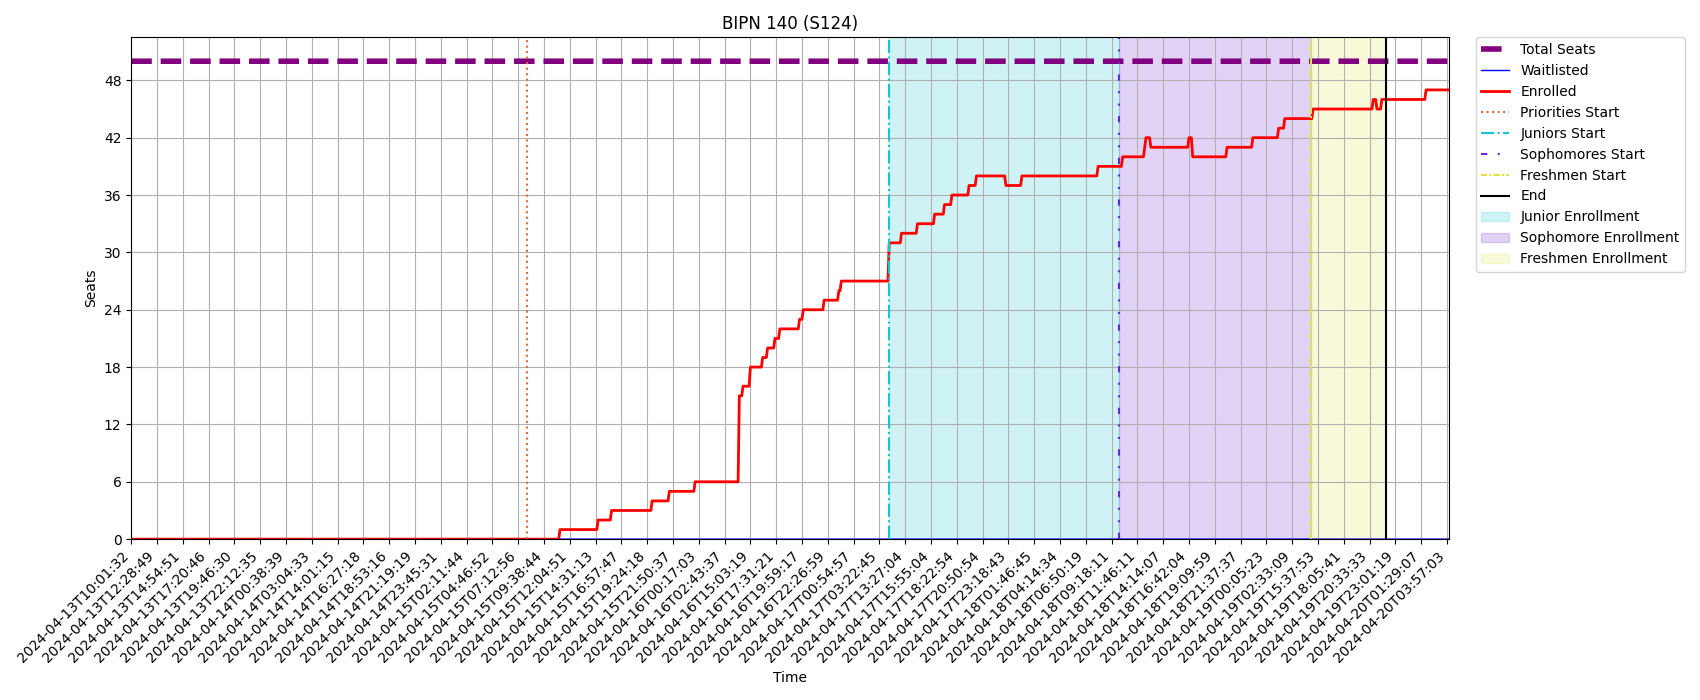 BIPN 140 (S124)
Total Seats
Waitlisted
Enrolled
Priorities Start
Juniors Start
Sophomores Start
Freshmen Start
End
Junior Enrollment
Sophomore Enrollment
Freshmen Enrollment
Seats
48
42
36
30
24
18
12
6
0
2024-04-13T10:01:32
2024-04-13T12:28:49
2024-04-13T14:54:51
2024-04-13T17:20:46
2024-04-13T19:46:30
2024-04-13T22:12:35
2024-04-14T00:38:39
2024-04-14T03:04:33
2024-04-14T14:01:15
2024-04-14T16:27:18
2024-04-14T18:53:16
2024-04-14T21:19:19
2024-04-14T23:45:31
2024-04-15T02:11:44
2024-04-15T04:46:52
2024-04-15T07:12:56
2024-04-15T09:38:44
2024-04-15T12:04:51
2024-04-15T14:31:13
2024-04-15T16:57:47
2024-04-15T19:24:18
2024-04-15T21:50:37
2024-04-16T00:17:03
2024-04-16T02:43:37
2024-04-16T15:03:19
2024-04-16T17:31:21
2024-04-16T19:59:17
2024-04-16T22:26:59
2024-04-17T00:54:57
2024-04-17T03:22:45
2024-04-17T13:27:04
2024-04-17T15:55:04
2024-04-17T18:22:54
2024-04-17T20:50:54
2024-04-17T23:18:43
2024-04-18T01:46:45
2024-04-18T04:14:34
2024-04-18T06:50:19
2024-04-18T09:18:11
2024-04-18T11:46:11
2024-04-18T14:14:07
2024-04-18T16:42:04
2024-04-18T19:09:59
2024-04-18T21:37:37
2024-04-19T00:05:23
2024-04-19T02:33:09
2024-04-19T15:37:53
2024-04-19T18:05:41
2024-04-19T20:33:33
2024-04-19T23:01:19
2024-04-20T01:29:07
2024-04-20T03:57:03
Time